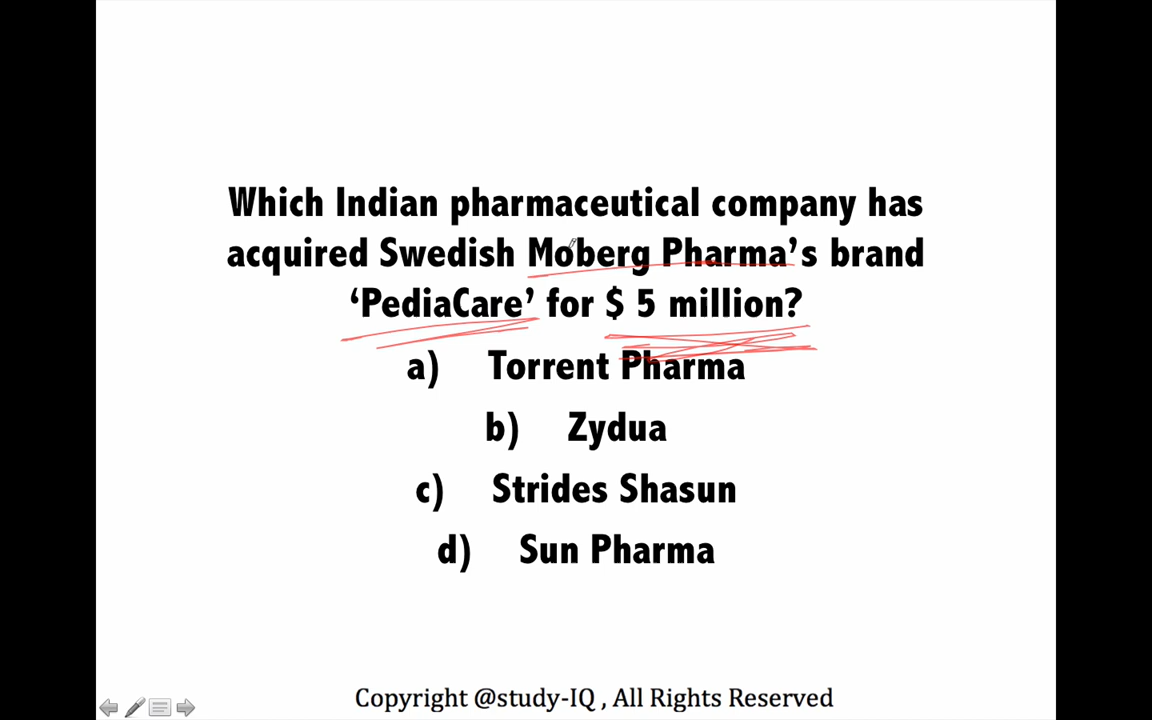 Which Indian pharmaceutical company has
acquired Swedish Moberg Pharma’s brand
‘PediaCare’ for $ 5 million?
a) Torrent Pharma
b) Zydua
c) Strides Shasun
d) Sun Pharma
Copyright @study-IQ , All Rights Reserved